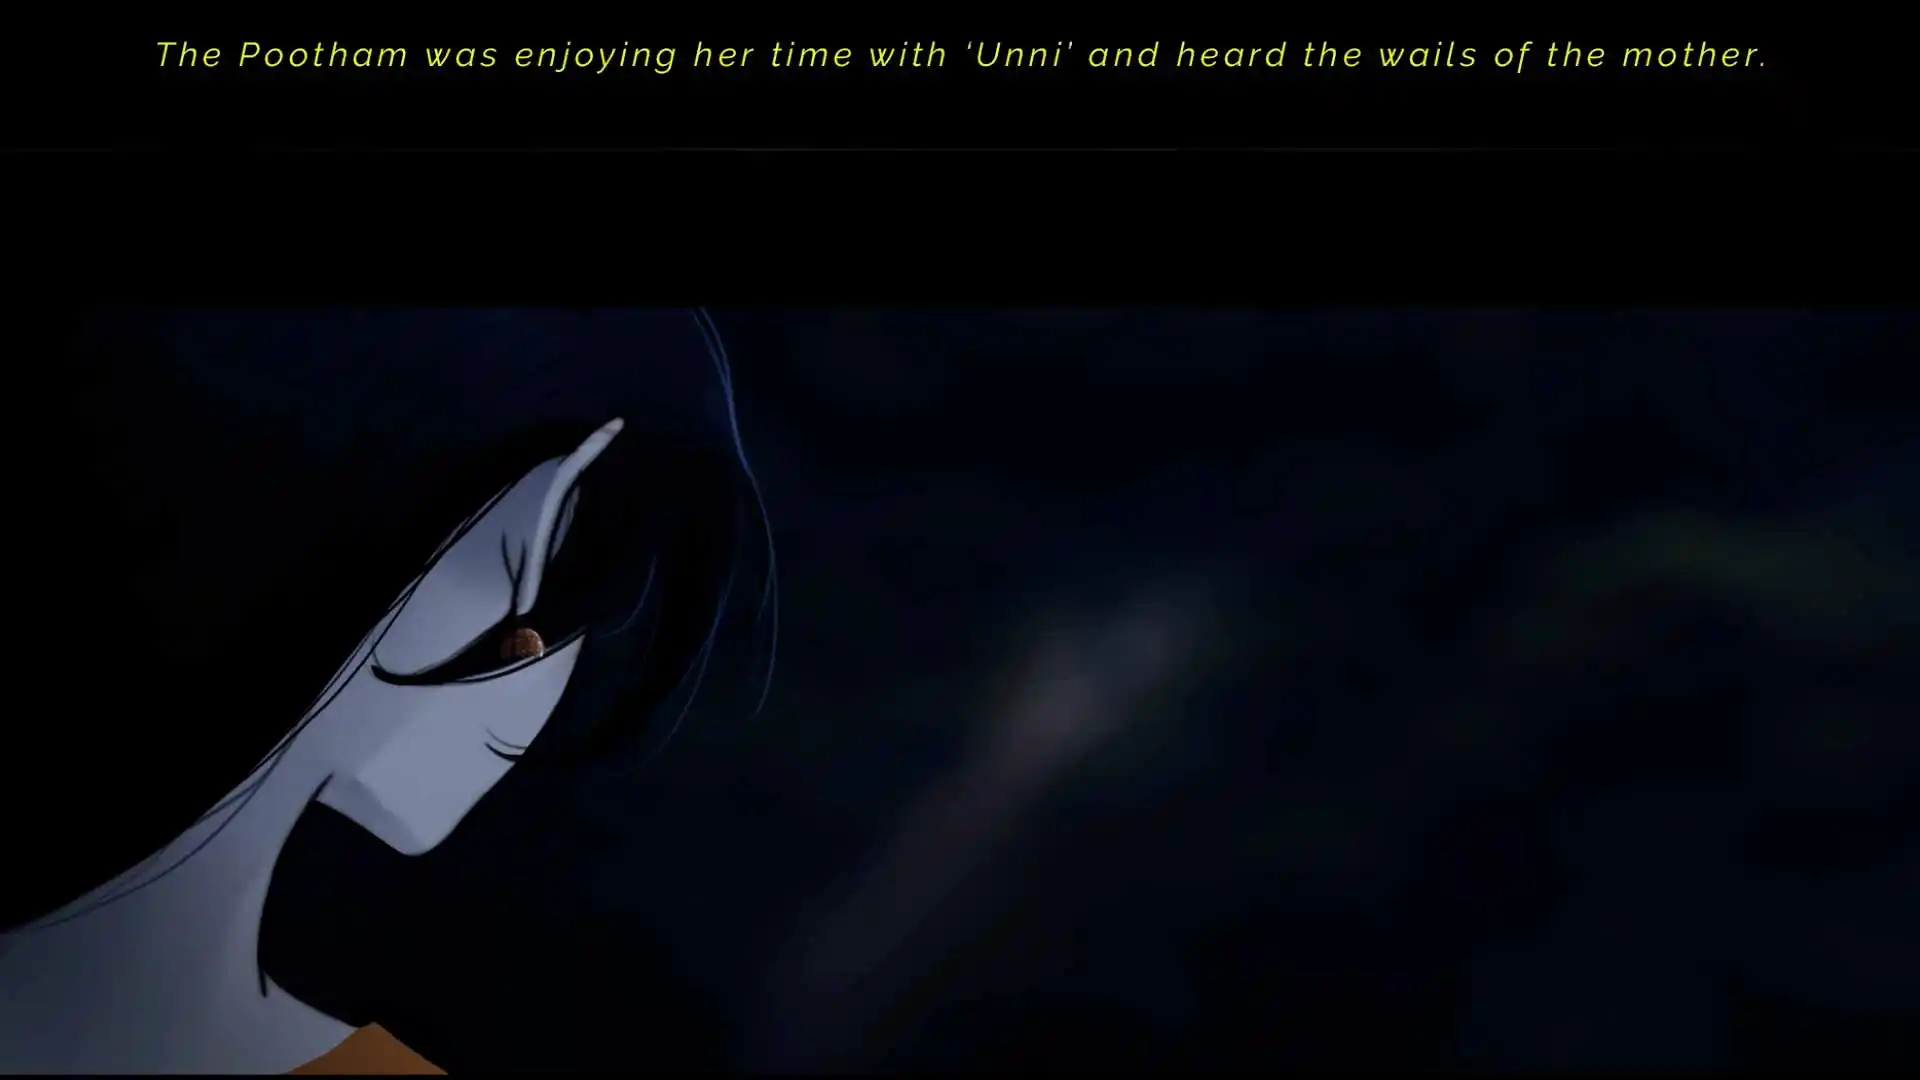 The Pootham was enjoying her time with ‘Unni’ and heard the wails of the mother.